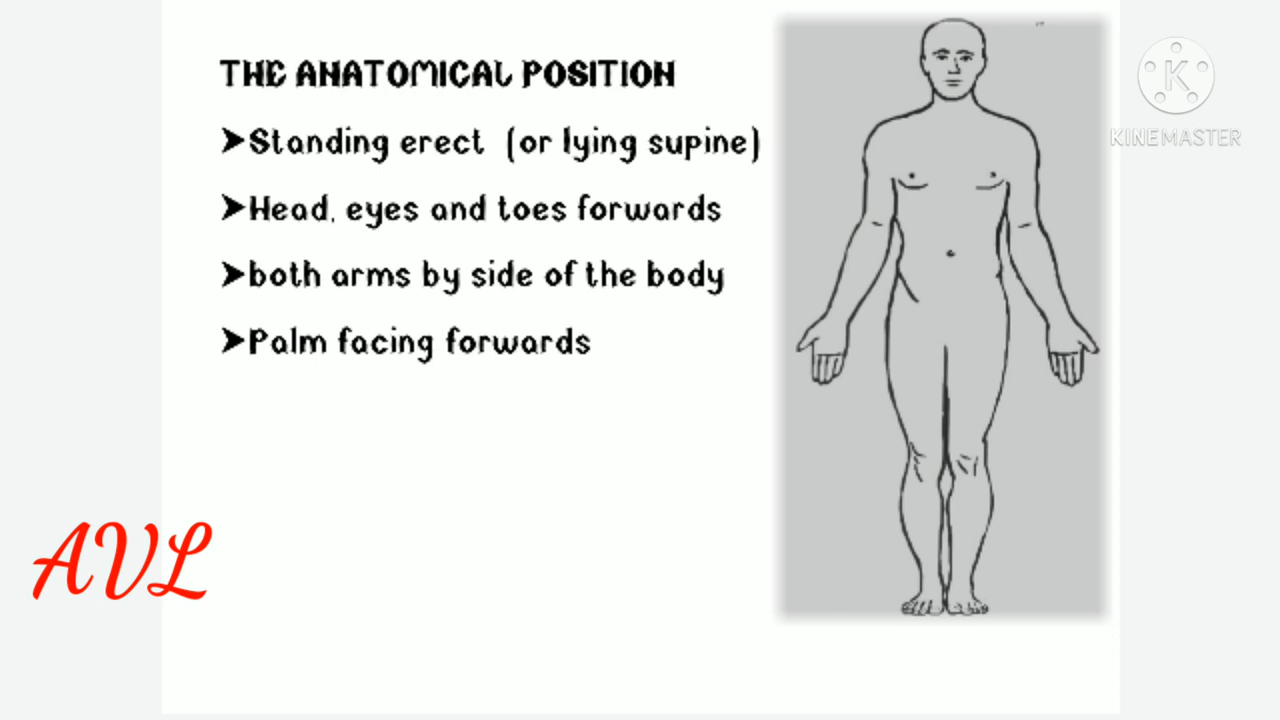 THE ANATOMICAL POSITION
➤Standing erect (or lying supine)
➤Head, eyes and toes forwards
➤both arms by side of the body
➤Palm facing forwards
K
KINEMASTER
AVL